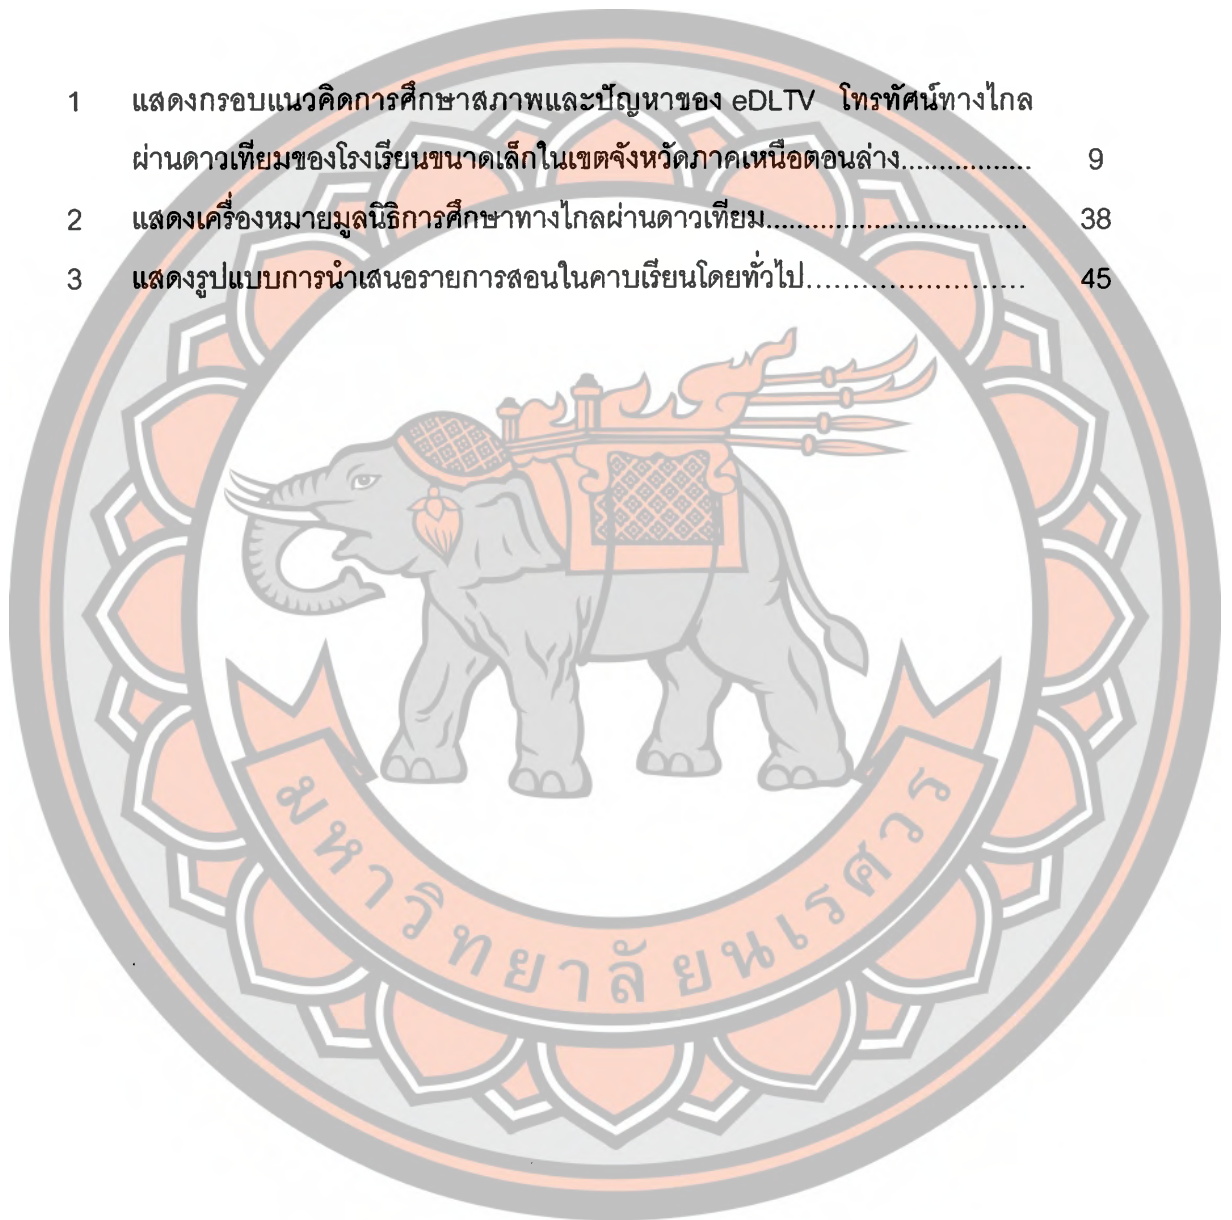 1 แสดงกรอบแนวคิดการศึกษาสภาพและปัญหาของ eDLTV โทรทัศน์ทางไกล
ผ่านดาวเทียมของโรงเรียนขนาดเล็กในเขตจังหวัดภาคเหนือตอนล่าง................ 9
2 แสดงเครื่องหมายมูลนิธิการศึกษาทางไกลผ่านดาวเทียม.................................. 38
3 แสดงรูปแบบการนำเสนอรายการสอนในคาบเรียนโดยทั่วไป........................ 45
มหาวิทยาลัยนเรศวร